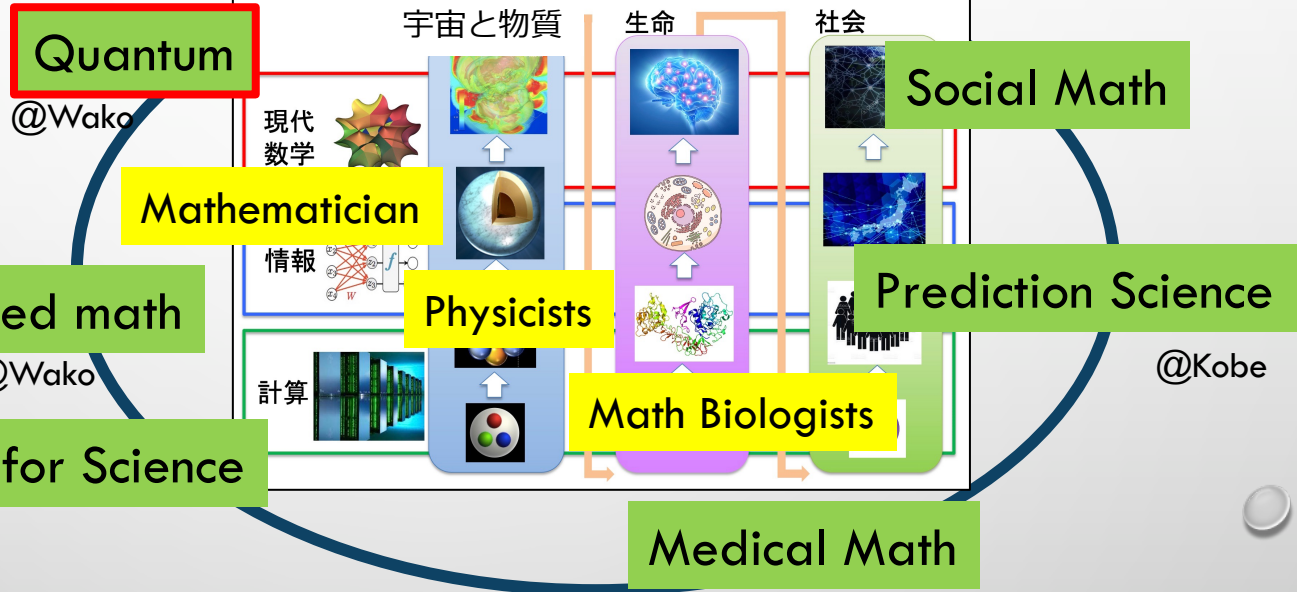 宇宙と物質
生命
社会
Quantum
@Wako
Social Math
現代
数学
Mathematician
情報
f
W
Physicists
Prediction Science
ed math
@Wako
@Kobe
計算
Math Biologists
for Science
Medical Math